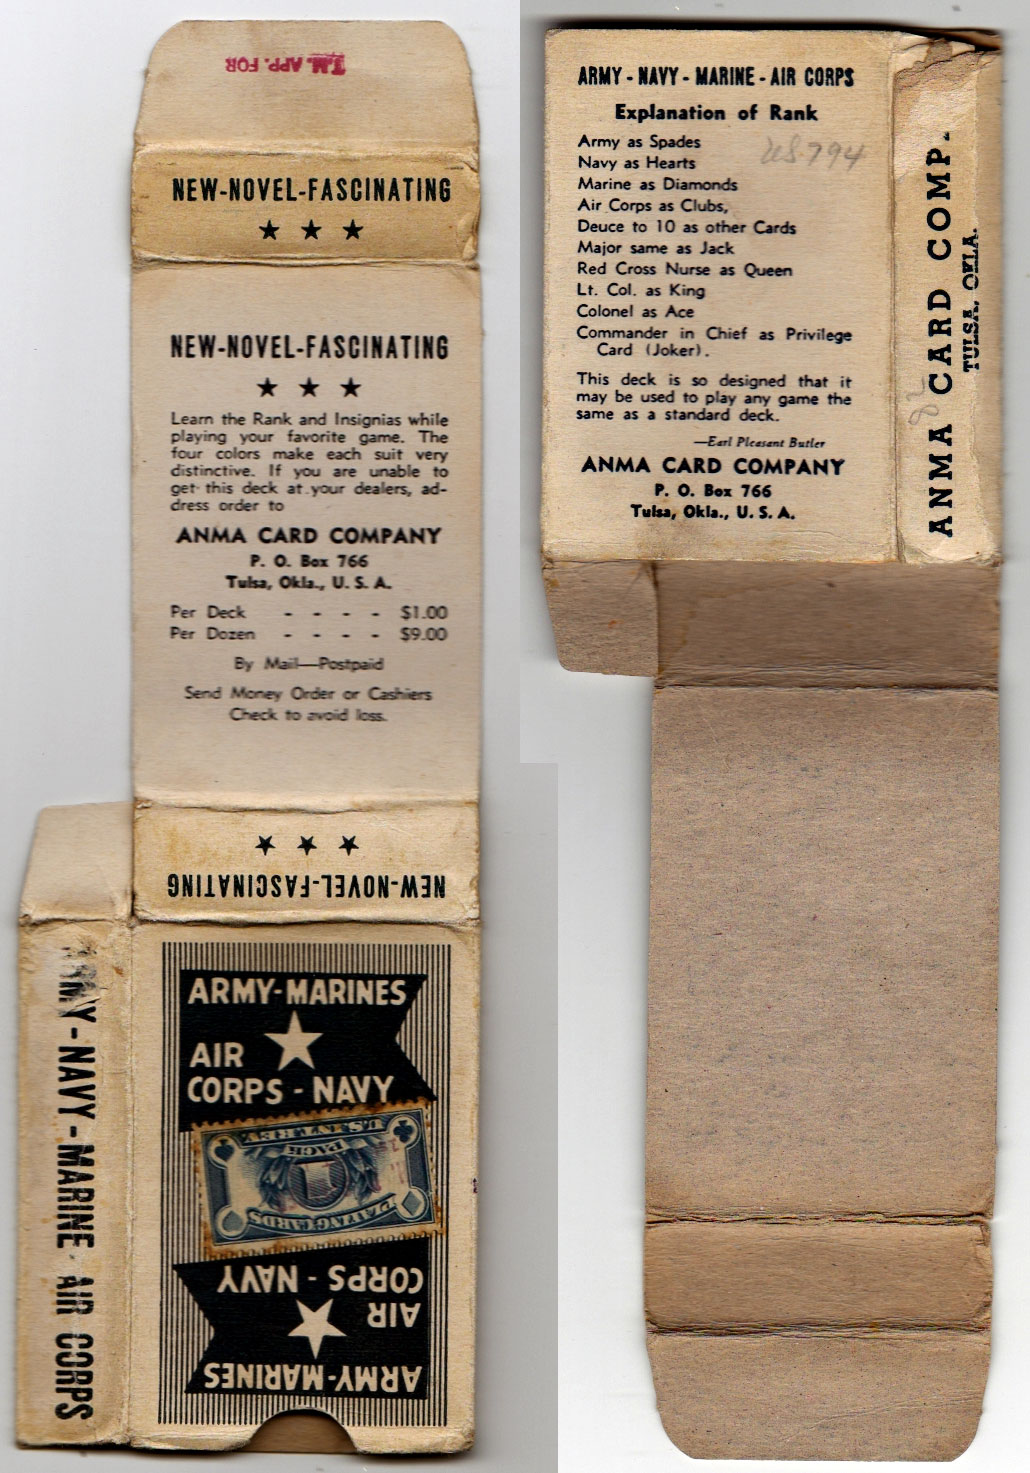 T.M. APP. FOR
NEW-NOVEL-FASCINATING
★ ★ ★
NEW-NOVEL-FASCINATING
★ ★ ★
Learn the Rank and Insignias while
playing your favorite game. The
four colors make each suit very
distinctive. If you are unable to
get this deck at your dealers, ad-
dress order to
ANMA CARD COMPANY
P. O. Box 766
Tulsa, Okla., U. S. A.
Per Deck - - - - $1.00
Per Dozen - - - - $9.00
By Mail—Postpaid
Send Money Order or Cashiers
Check to avoid loss.
★ ★ ★
NEW-NOVEL-FASCINATING
ARMY-NAVY-MARINE-AIR CORPS
ARMY-MARINES
AIR
CORPS - NAVY
U.S. INT. REV.
PACK
PLAYING CARDS
ARMY-MARINES
AIR
CORPS - NAVY
ARMY - NAVY - MARINE - AIR CORPS
Explanation of Rank
Army as Spades
Navy as Hearts
Marine as Diamonds
Air Corps as Clubs,
Deuce to 10 as other Cards
Major same as Jack
Red Cross Nurse as Queen
Lt. Col. as King
Colonel as Ace
Commander in Chief as Privilege
Card (Joker).
This deck is so designed that it
may be used to play any game the
same as a standard deck.
—Earl Pleasant Butler
ANMA CARD COMPANY
P. O. Box 766
Tulsa, Okla., U. S. A.
US 794
ANMA CARD COMP.
TULSA, OKLA.